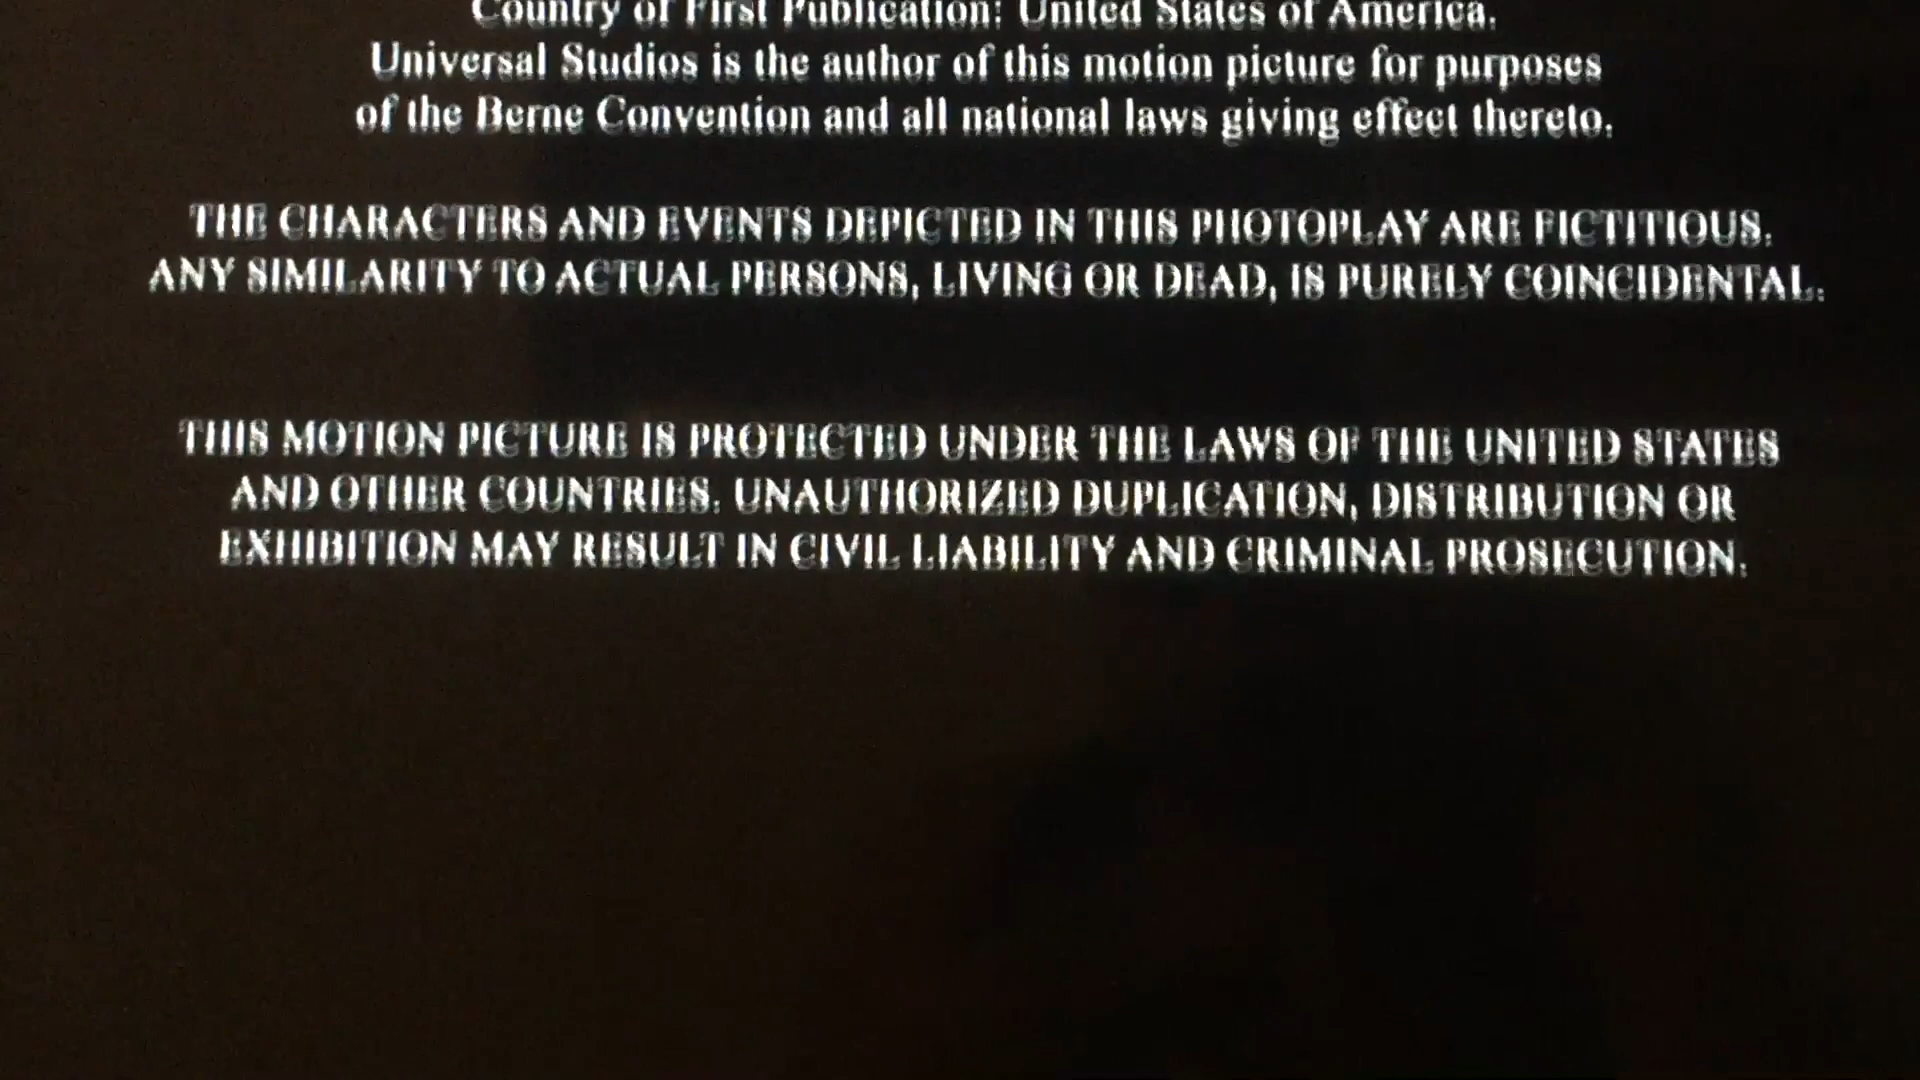 Country of First Publication: United States of America.
Universal Studios is the author of this motion picture for purposes
of the Berne Convention and all national laws giving effect thereto.
THE CHARACTERS AND EVENTS DEPICTED IN THIS PHOTOPLAY ARE FICTITIOUS.
ANY SIMILARITY TO ACTUAL PERSONS, LIVING OR DEAD, IS PURELY COINCIDENTAL.
THIS MOTION PICTURE IS PROTECTED UNDER THE LAWS OF THE UNITED STATES
AND OTHER COUNTRIES. UNAUTHORIZED DUPLICATION, DISTRIBUTION OR
EXHIBITION MAY RESULT IN CIVIL LIABILITY AND CRIMINAL PROSECUTION.